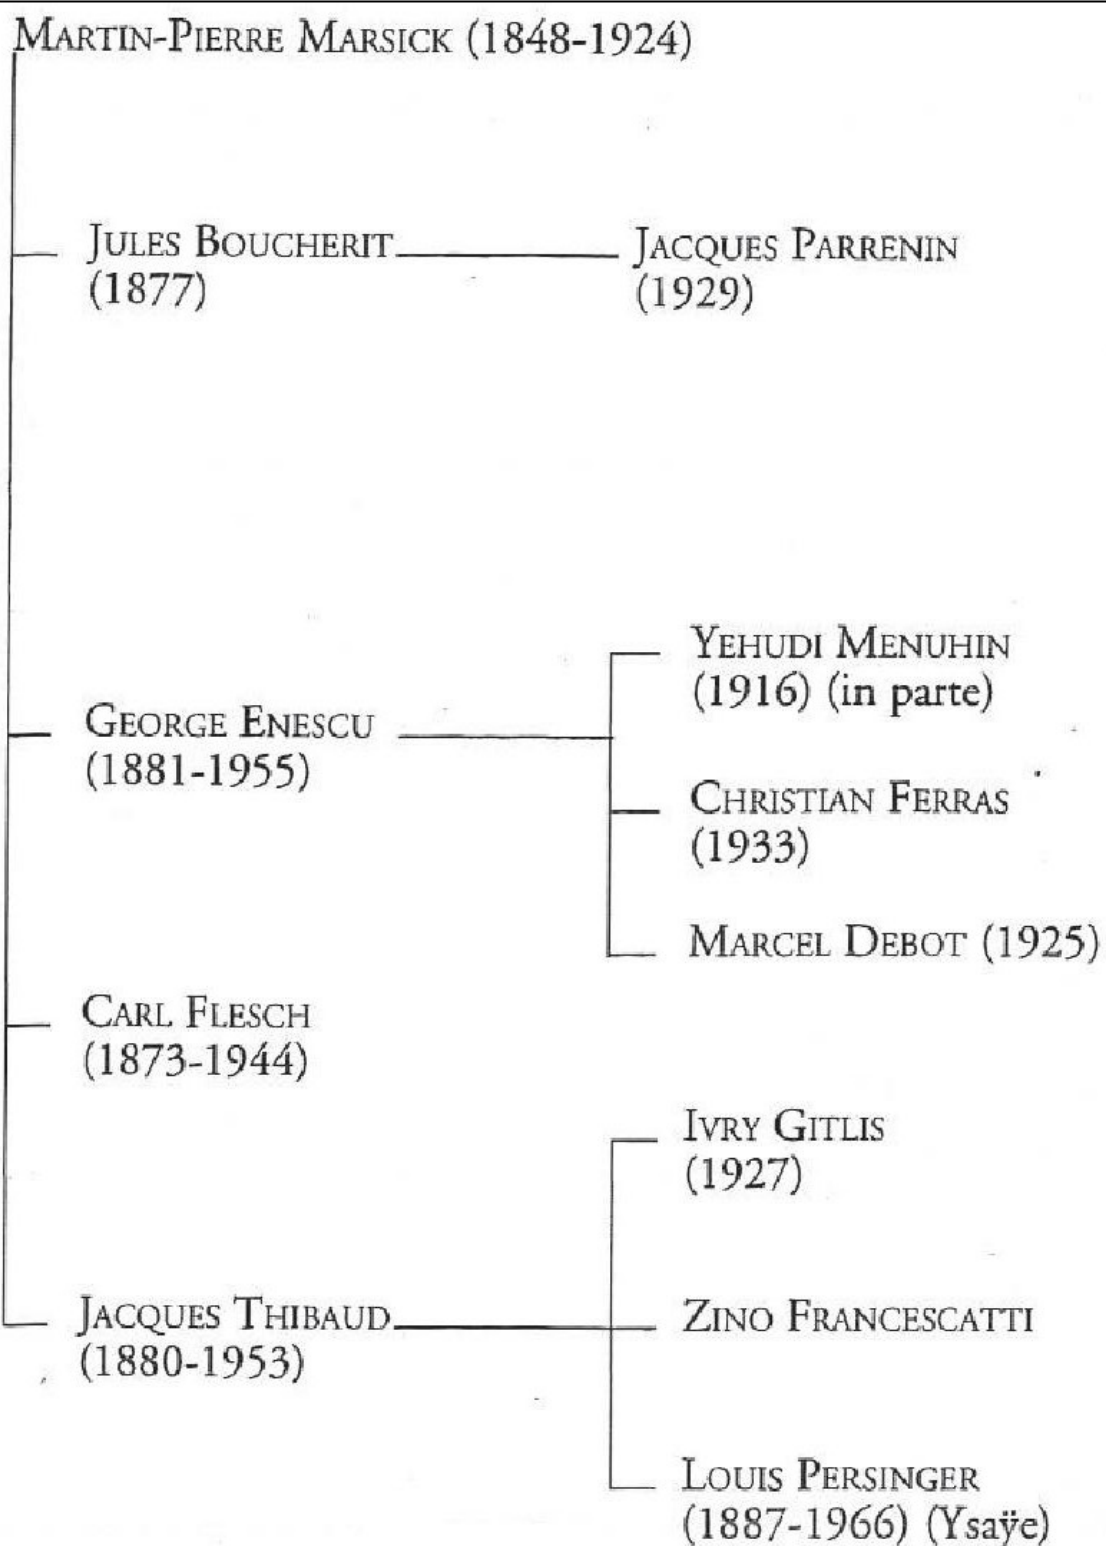 MARTIN-PIERRE MARSICK (1848-1924)
JULES BOUCHERIT
(1877)
JACQUES PARRENIN
(1929)
GEORGE ENESCU
(1881-1955)
YEHUDI MENUHIN
(1916) (in parte)
CHRISTIAN FERRAS
(1933)
MARCEL DEBOT (1925)
CARL FLESCH
(1873-1944)
JACQUES THIBAUD
(1880-1953)
IVRY GITLIS
(1927)
ZINO FRANCESCATTI
LOUIS PERSINGER
(1887-1966) (Ysaÿe)